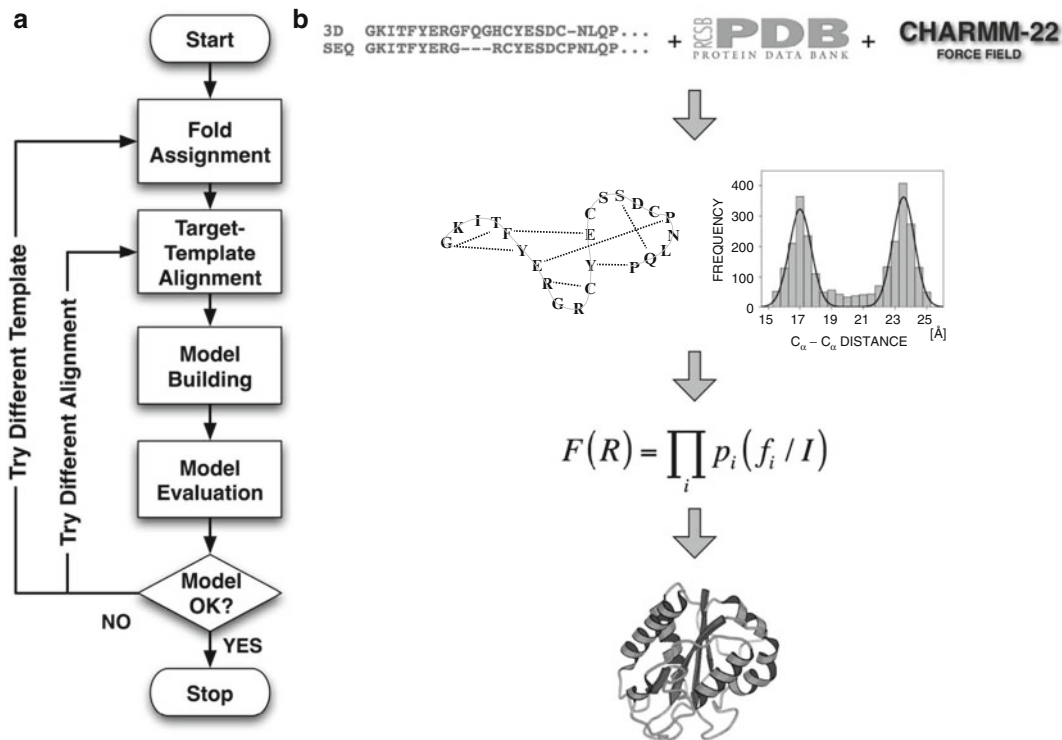 a
Start
Fold
Assignment
Target-
Template
Alignment
Model
Building
Model
Evaluation
Model
OK?
NO
YES
Stop
Try Different Template
Try Different Alignment
b
3D GKITFYERGFQGHCYESDC-NLQP...
SEQ GKITFYERG---RCYESDCPNLQP...
+
RCSB
PDB
PROTEIN DATA BANK
+
CHARMM-22
FORCE FIELD
G K I T F Y E R G R C Y E C S S D C P N L Q P
FREQUENCY
400
300
200
100
0
15 17 19 21 23 25
[Å]
Cα – Cα DISTANCE
F(R) = ∏i pi(fi / I)